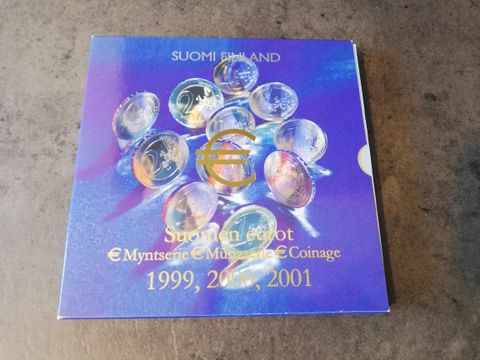 SUOMI FINLAND
€
Suomen eurot
€Myntserie €Münzserie €Coinage
1999, 2000, 2001